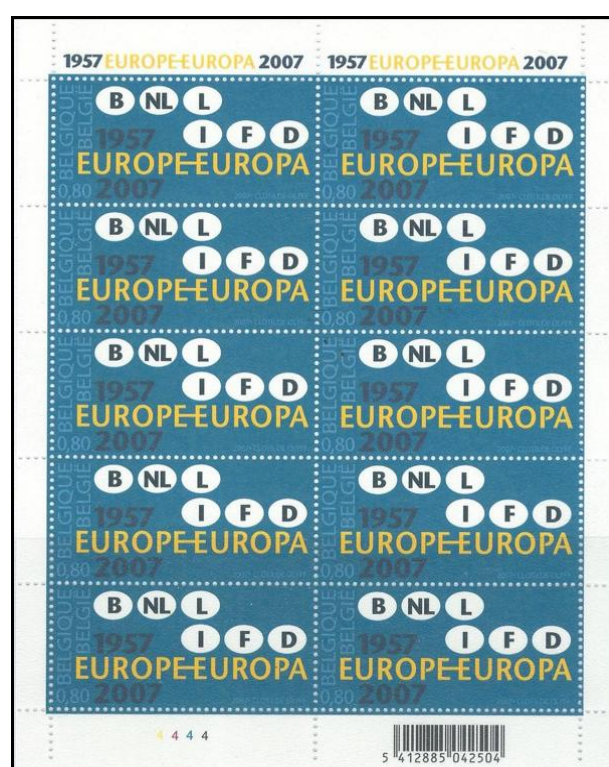 1957 EUROPE-EUROPA 2007 1957 EUROPE-EUROPA 2007
BELGIQUE
BELGIË
B NL L
1957 I F D
EUROPE-EUROPA
0,80 2007
BELGIQUE
BELGIË
B NL L
1957 I F D
EUROPE-EUROPA
0,80 2007
BELGIQUE
BELGIË
B NL L
1957 I F D
EUROPE-EUROPA
0,80 2007
BELGIQUE
BELGIË
B NL L
1957 I F D
EUROPE-EUROPA
0,80 2007
BELGIQUE
BELGIË
B NL L
1957 I F D
EUROPE-EUROPA
0,80 2007
BELGIQUE
BELGIË
B NL L
1957 I F D
EUROPE-EUROPA
0,80 2007
BELGIQUE
BELGIË
B NL L
1957 I F D
EUROPE-EUROPA
0,80 2007
BELGIQUE
BELGIË
B NL L
1957 I F D
EUROPE-EUROPA
0,80 2007
BELGIQUE
BELGIË
B NL L
1957 I F D
EUROPE-EUROPA
0,80 2007
BELGIQUE
BELGIË
B NL L
1957 I F D
EUROPE-EUROPA
0,80 2007
4 4 4 4
5 412885 042504